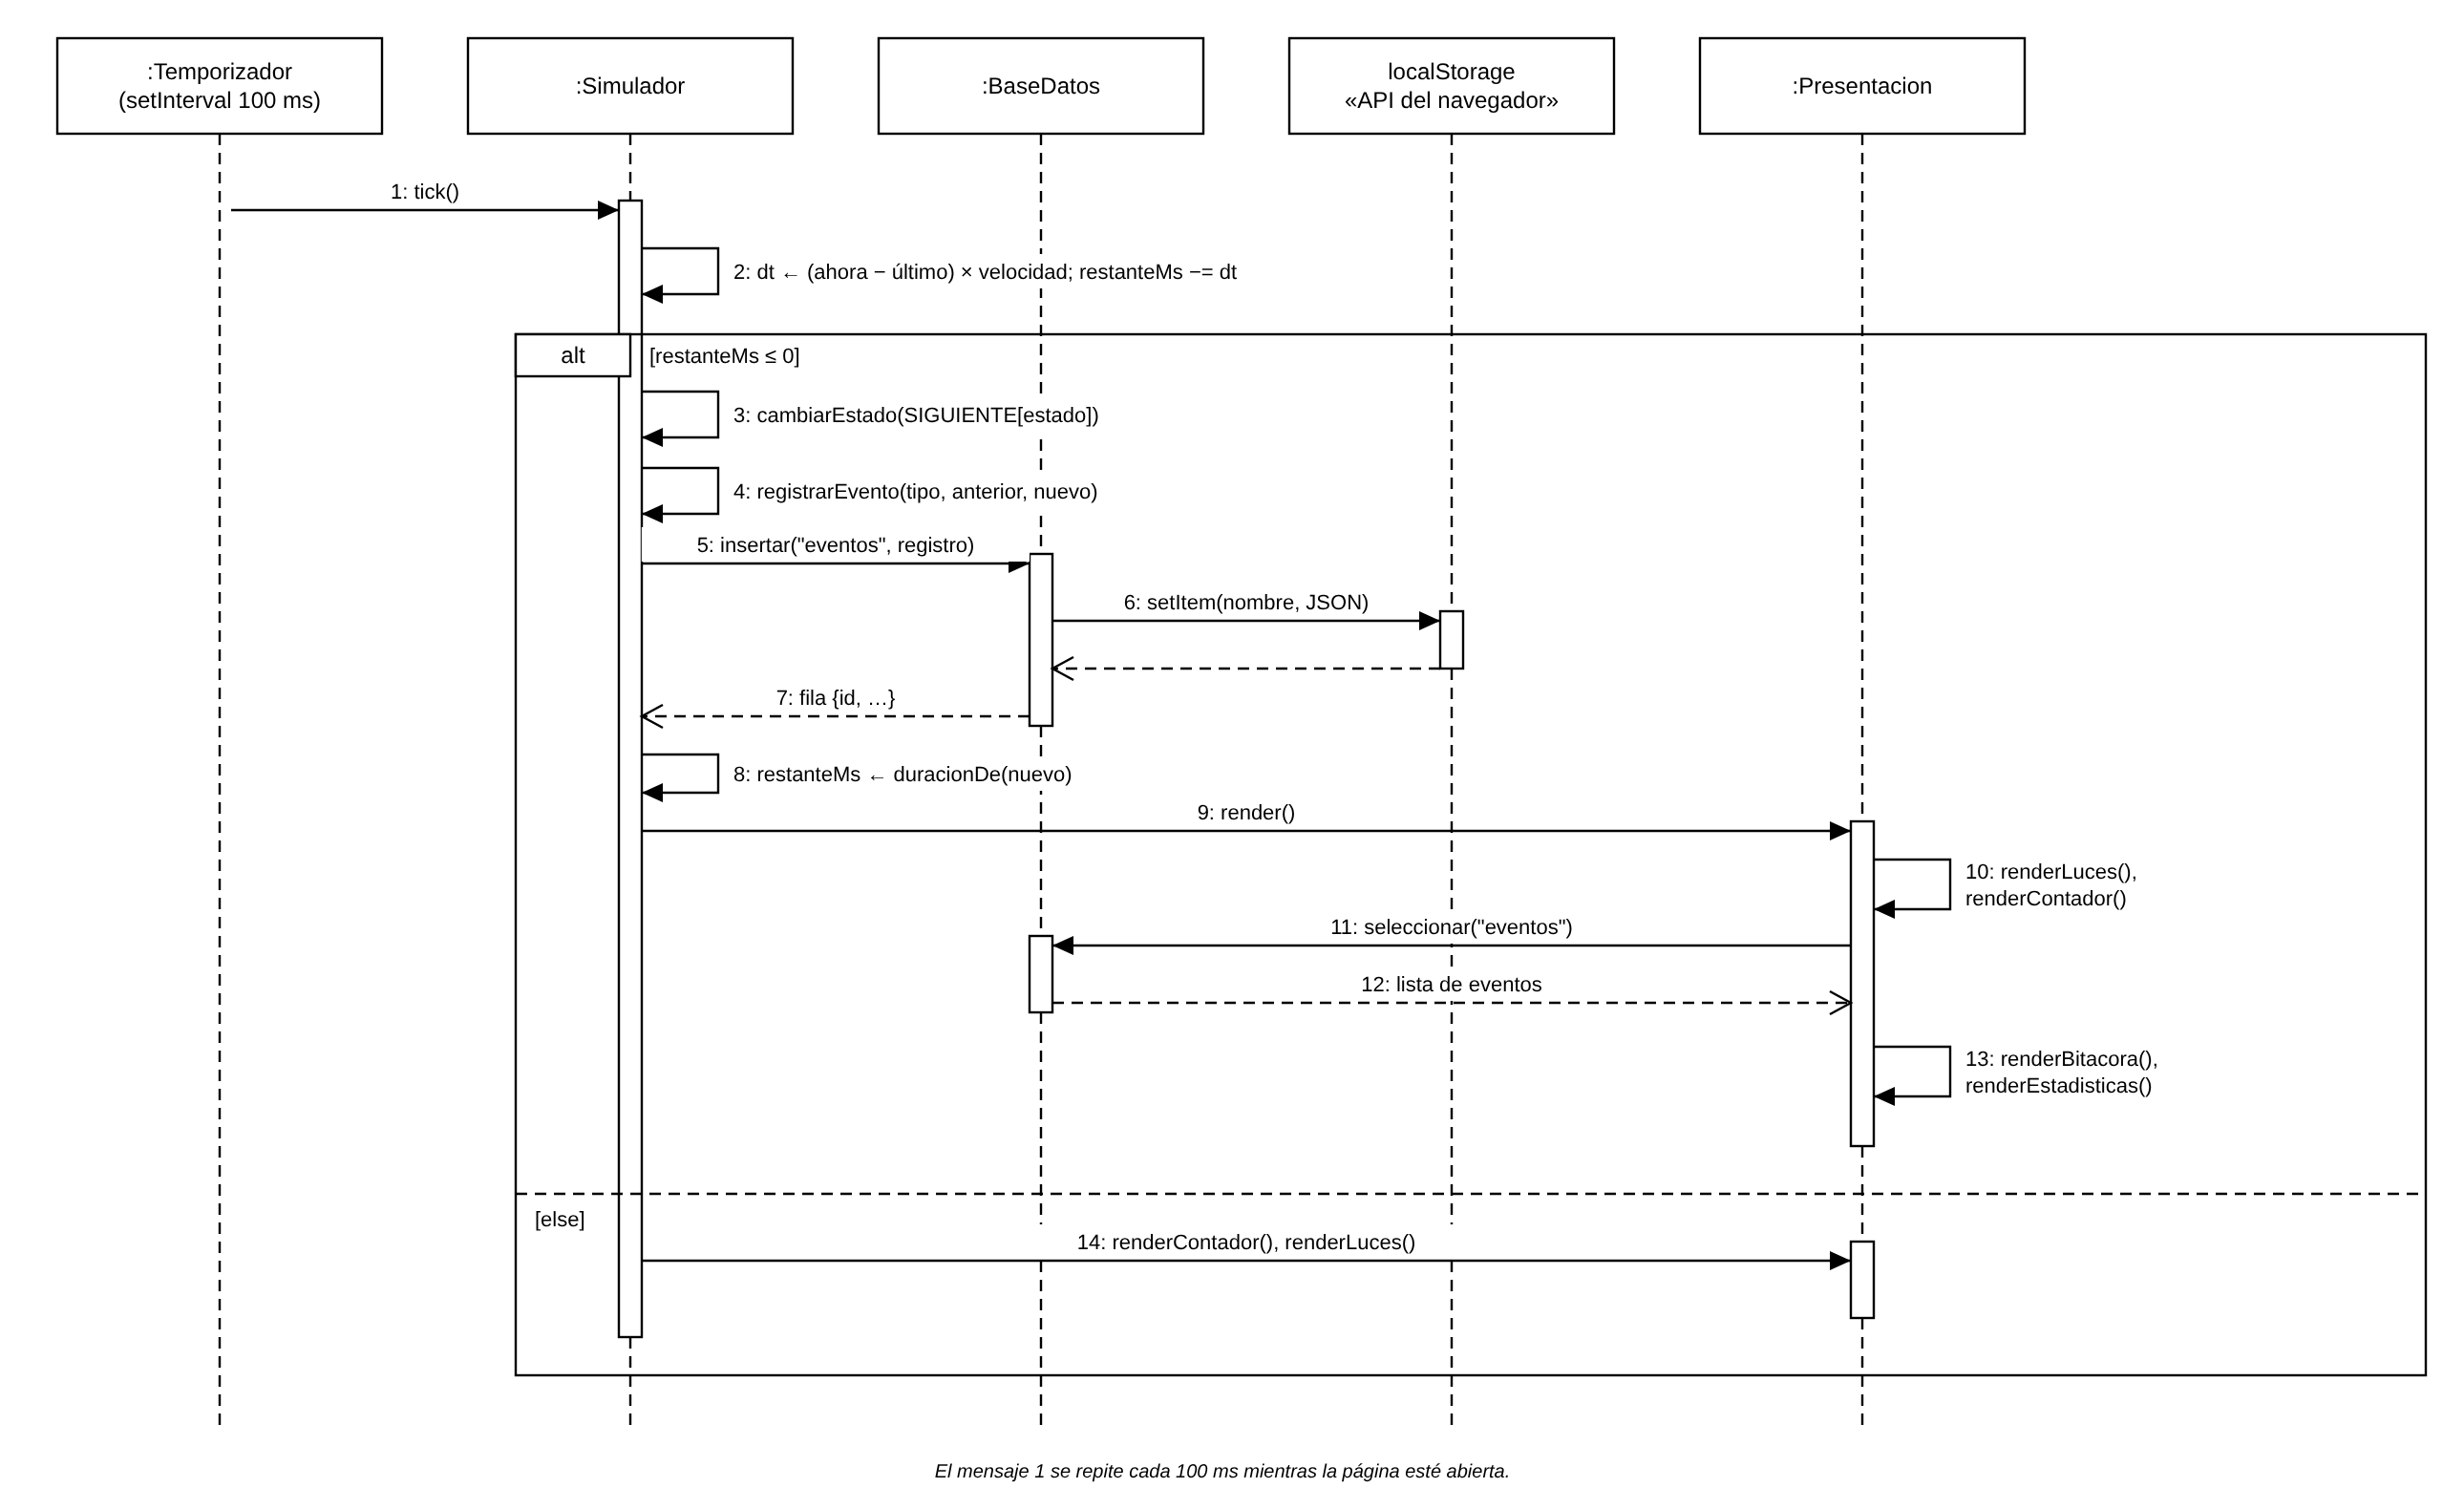 :Temporizador
(setInterval 100 ms)
:Simulador
:BaseDatos
localStorage
«API del navegador»
:Presentacion
1: tick()
2: dt ← (ahora − último) × velocidad; restanteMs −= dt
alt
[restanteMs ≤ 0]
3: cambiarEstado(SIGUIENTE[estado])
4: registrarEvento(tipo, anterior, nuevo)
5: insertar("eventos", registro)
6: setItem(nombre, JSON)
7: fila {id, …}
8: restanteMs ← duracionDe(nuevo)
9: render()
10: renderLuces(),
renderContador()
11: seleccionar("eventos")
12: lista de eventos
13: renderBitacora(),
renderEstadisticas()
[else]
14: renderContador(), renderLuces()
El mensaje 1 se repite cada 100 ms mientras la página esté abierta.